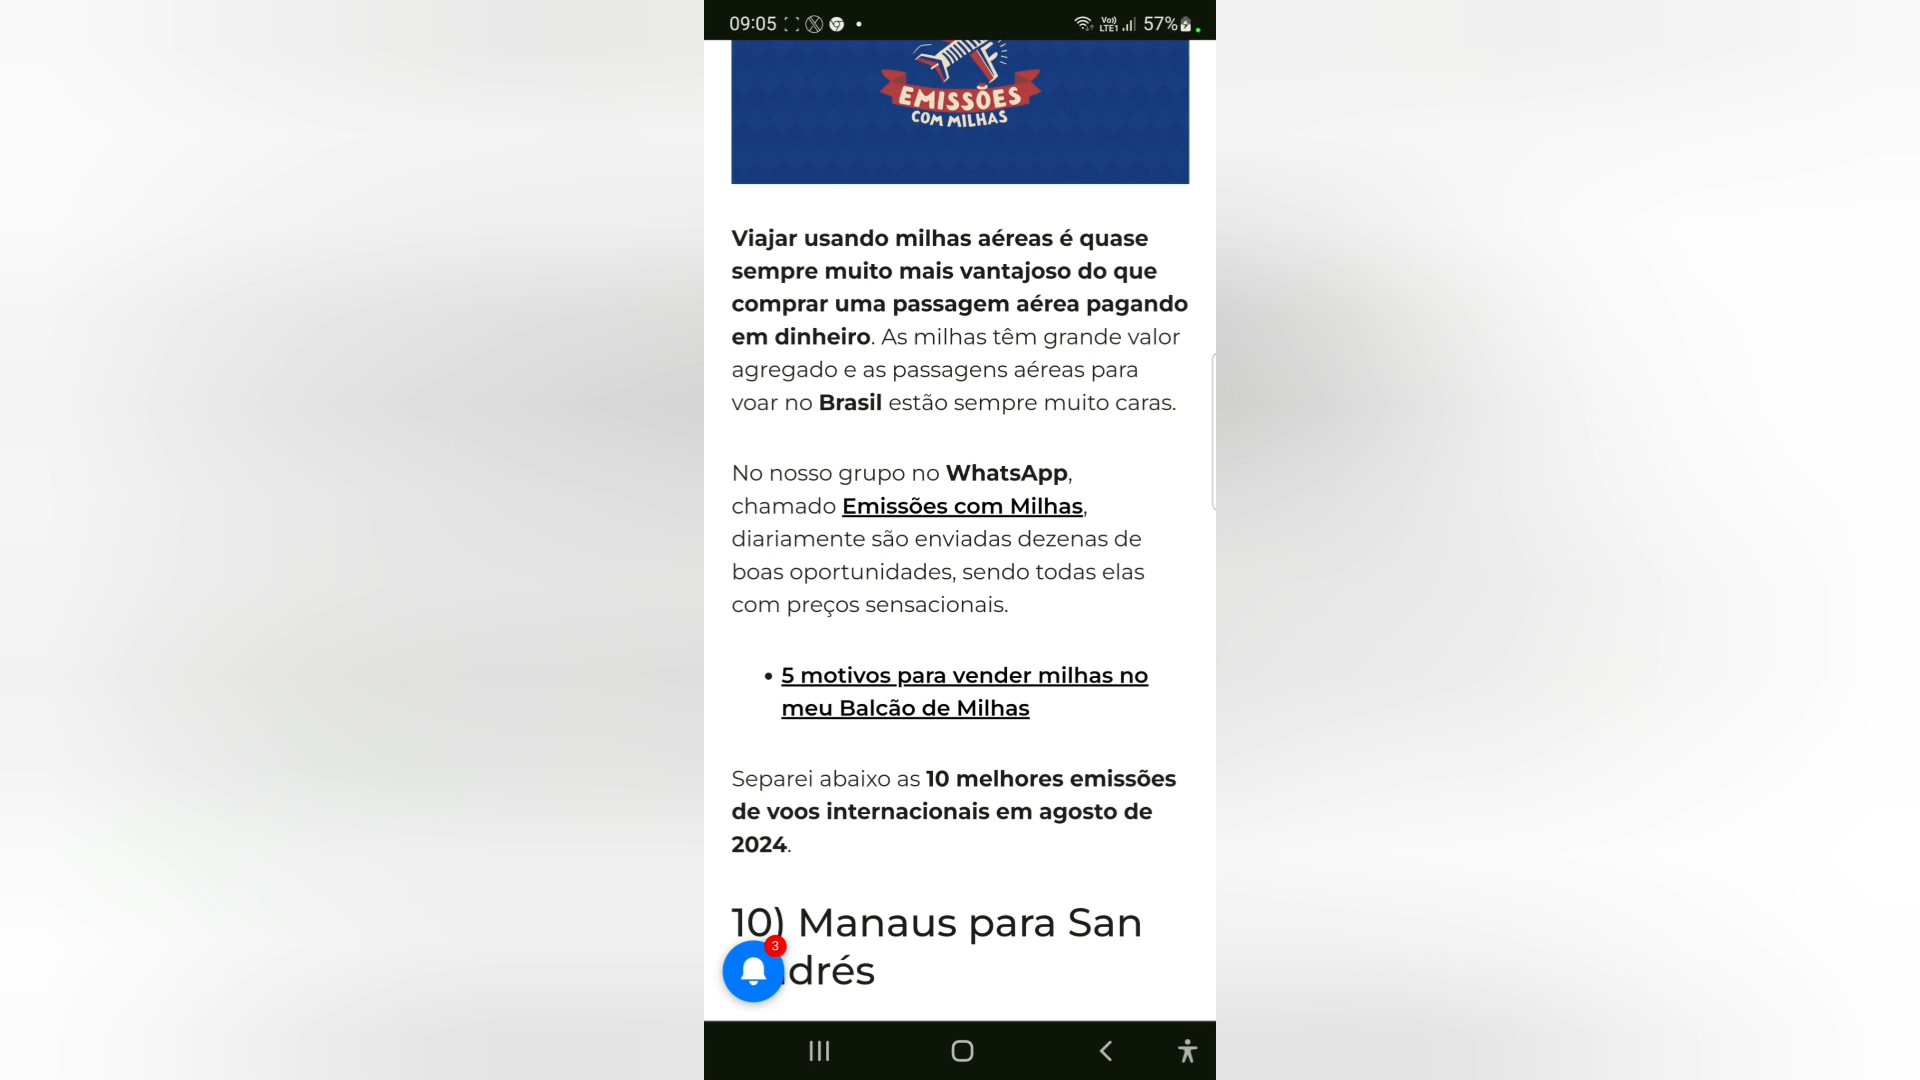 09:05
Vo))
LTE1
57%
EMISSÕES
COM MILHAS
Viajar usando milhas aéreas é quase
sempre muito mais vantajoso do que
comprar uma passagem aérea pagando
em dinheiro. As milhas têm grande valor
agregado e as passagens aéreas para
voar no Brasil estão sempre muito caras.
No nosso grupo no WhatsApp,
chamado Emissões com Milhas,
diariamente são enviadas dezenas de
boas oportunidades, sendo todas elas
com preços sensacionais.
• 5 motivos para vender milhas no
meu Balcão de Milhas
Separei abaixo as 10 melhores emissões
de voos internacionais em agosto de
2024.
10) Manaus para San
drés
3